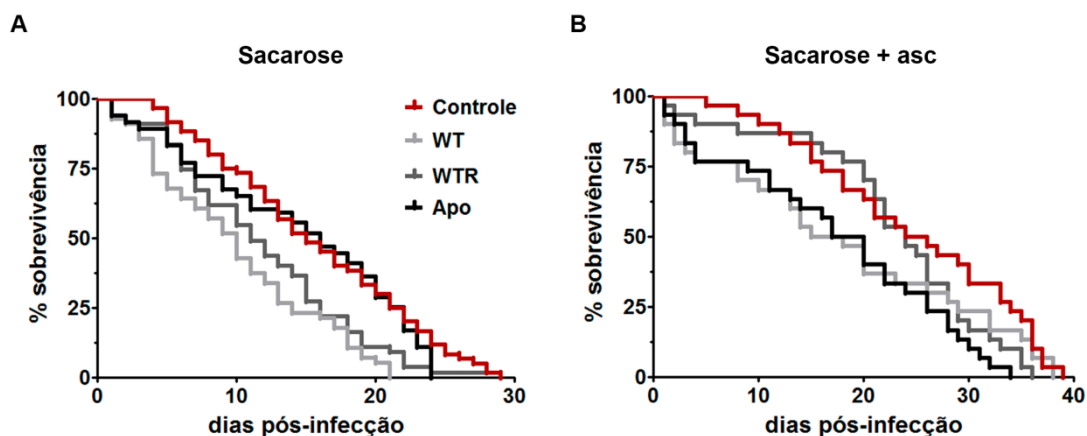 A
Sacarose
% sobrevivência
100
75
50
25
0
Controle
WT
WTR
Apo
0 10 20 30
dias pós-infecção
B
Sacarose + asc
% sobrevivência
100
75
50
25
0
0 10 20 30 40
dias pós-infecção